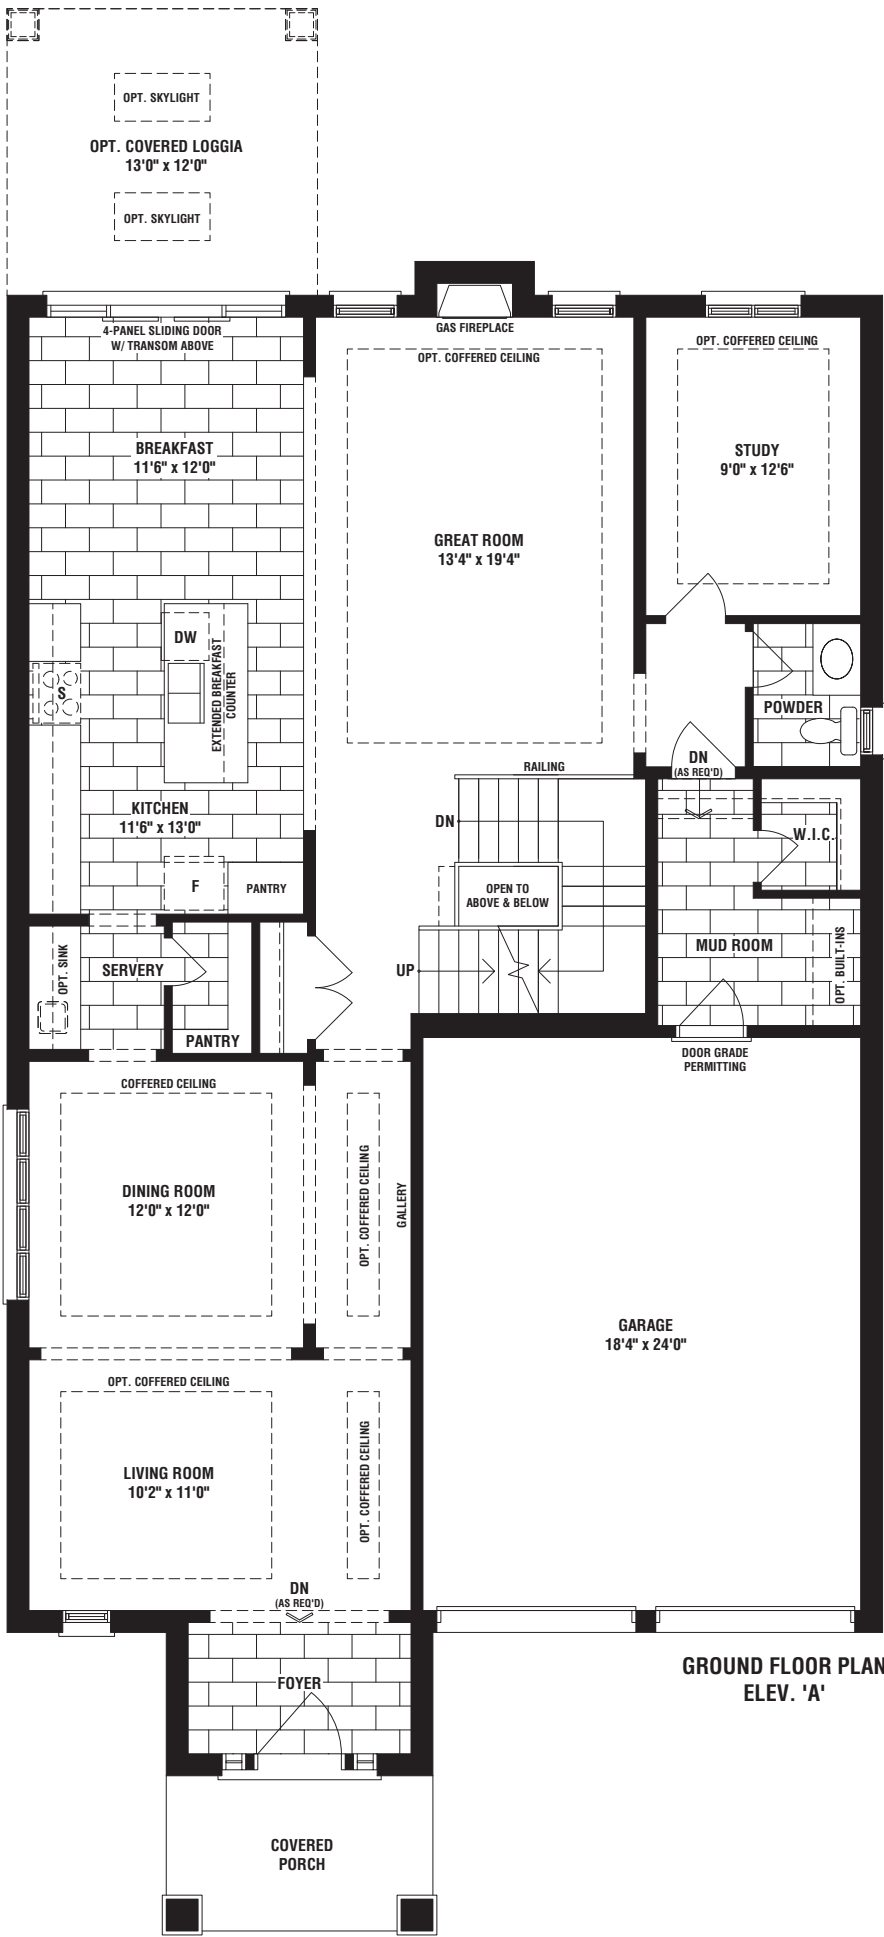 OPT. SKYLIGHT
OPT. COVERED LOGGIA
13'0" x 12'0"
OPT. SKYLIGHT
4-PANEL SLIDING DOOR
W/ TRANSOM ABOVE
GAS FIREPLACE
OPT. COFFERED CEILING
OPT. COFFERED CEILING
BREAKFAST
11'6" x 12'0"
STUDY
9'0" x 12'6"
GREAT ROOM
13'4" x 19'4"
DW
S
EXTENDED BREAKFAST
COUNTER
POWDER
DN
(AS REQ'D)
RAILING
KITCHEN
11'6" x 13'0"
DN
W.I.C.
F
PANTRY
OPEN TO
ABOVE & BELOW
MUD ROOM
OPT. BUILT-INS
OPT. SINK
SERVERY
UP
PANTRY
DOOR GRADE
PERMITTING
COFFERED CEILING
DINING ROOM
12'0" x 12'0"
OPT. COFFERED CEILING
GALLERY
GARAGE
18'4" x 24'0"
OPT. COFFERED CEILING
LIVING ROOM
10'2" x 11'0"
OPT. COFFERED CEILING
DN
(AS REQ'D)
FOYER
GROUND FLOOR PLAN
ELEV. 'A'
COVERED
PORCH